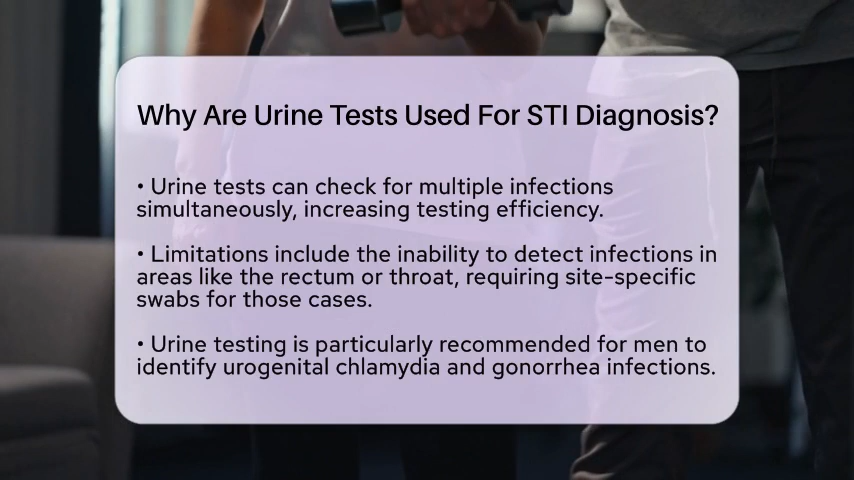 Why Are Urine Tests Used For STI Diagnosis?
• Urine tests can check for multiple infections
simultaneously, increasing testing efficiency.
• Limitations include the inability to detect infections in
areas like the rectum or throat, requiring site-specific
swabs for those cases.
• Urine testing is particularly recommended for men to
identify urogenital chlamydia and gonorrhea infections.